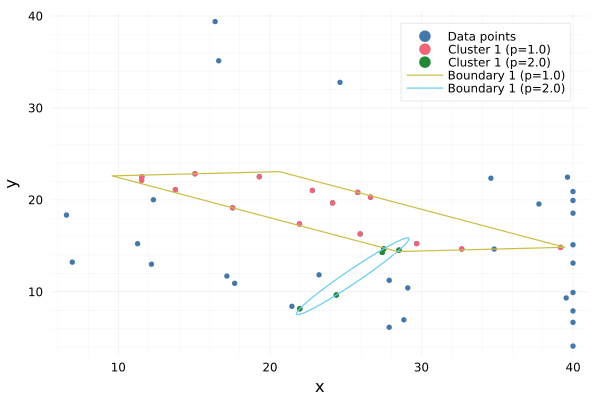 40
30
20
10
y
10
20
30
40
x
Data points
Cluster 1 (p=1.0)
Cluster 1 (p=2.0)
Boundary 1 (p=1.0)
Boundary 1 (p=2.0)